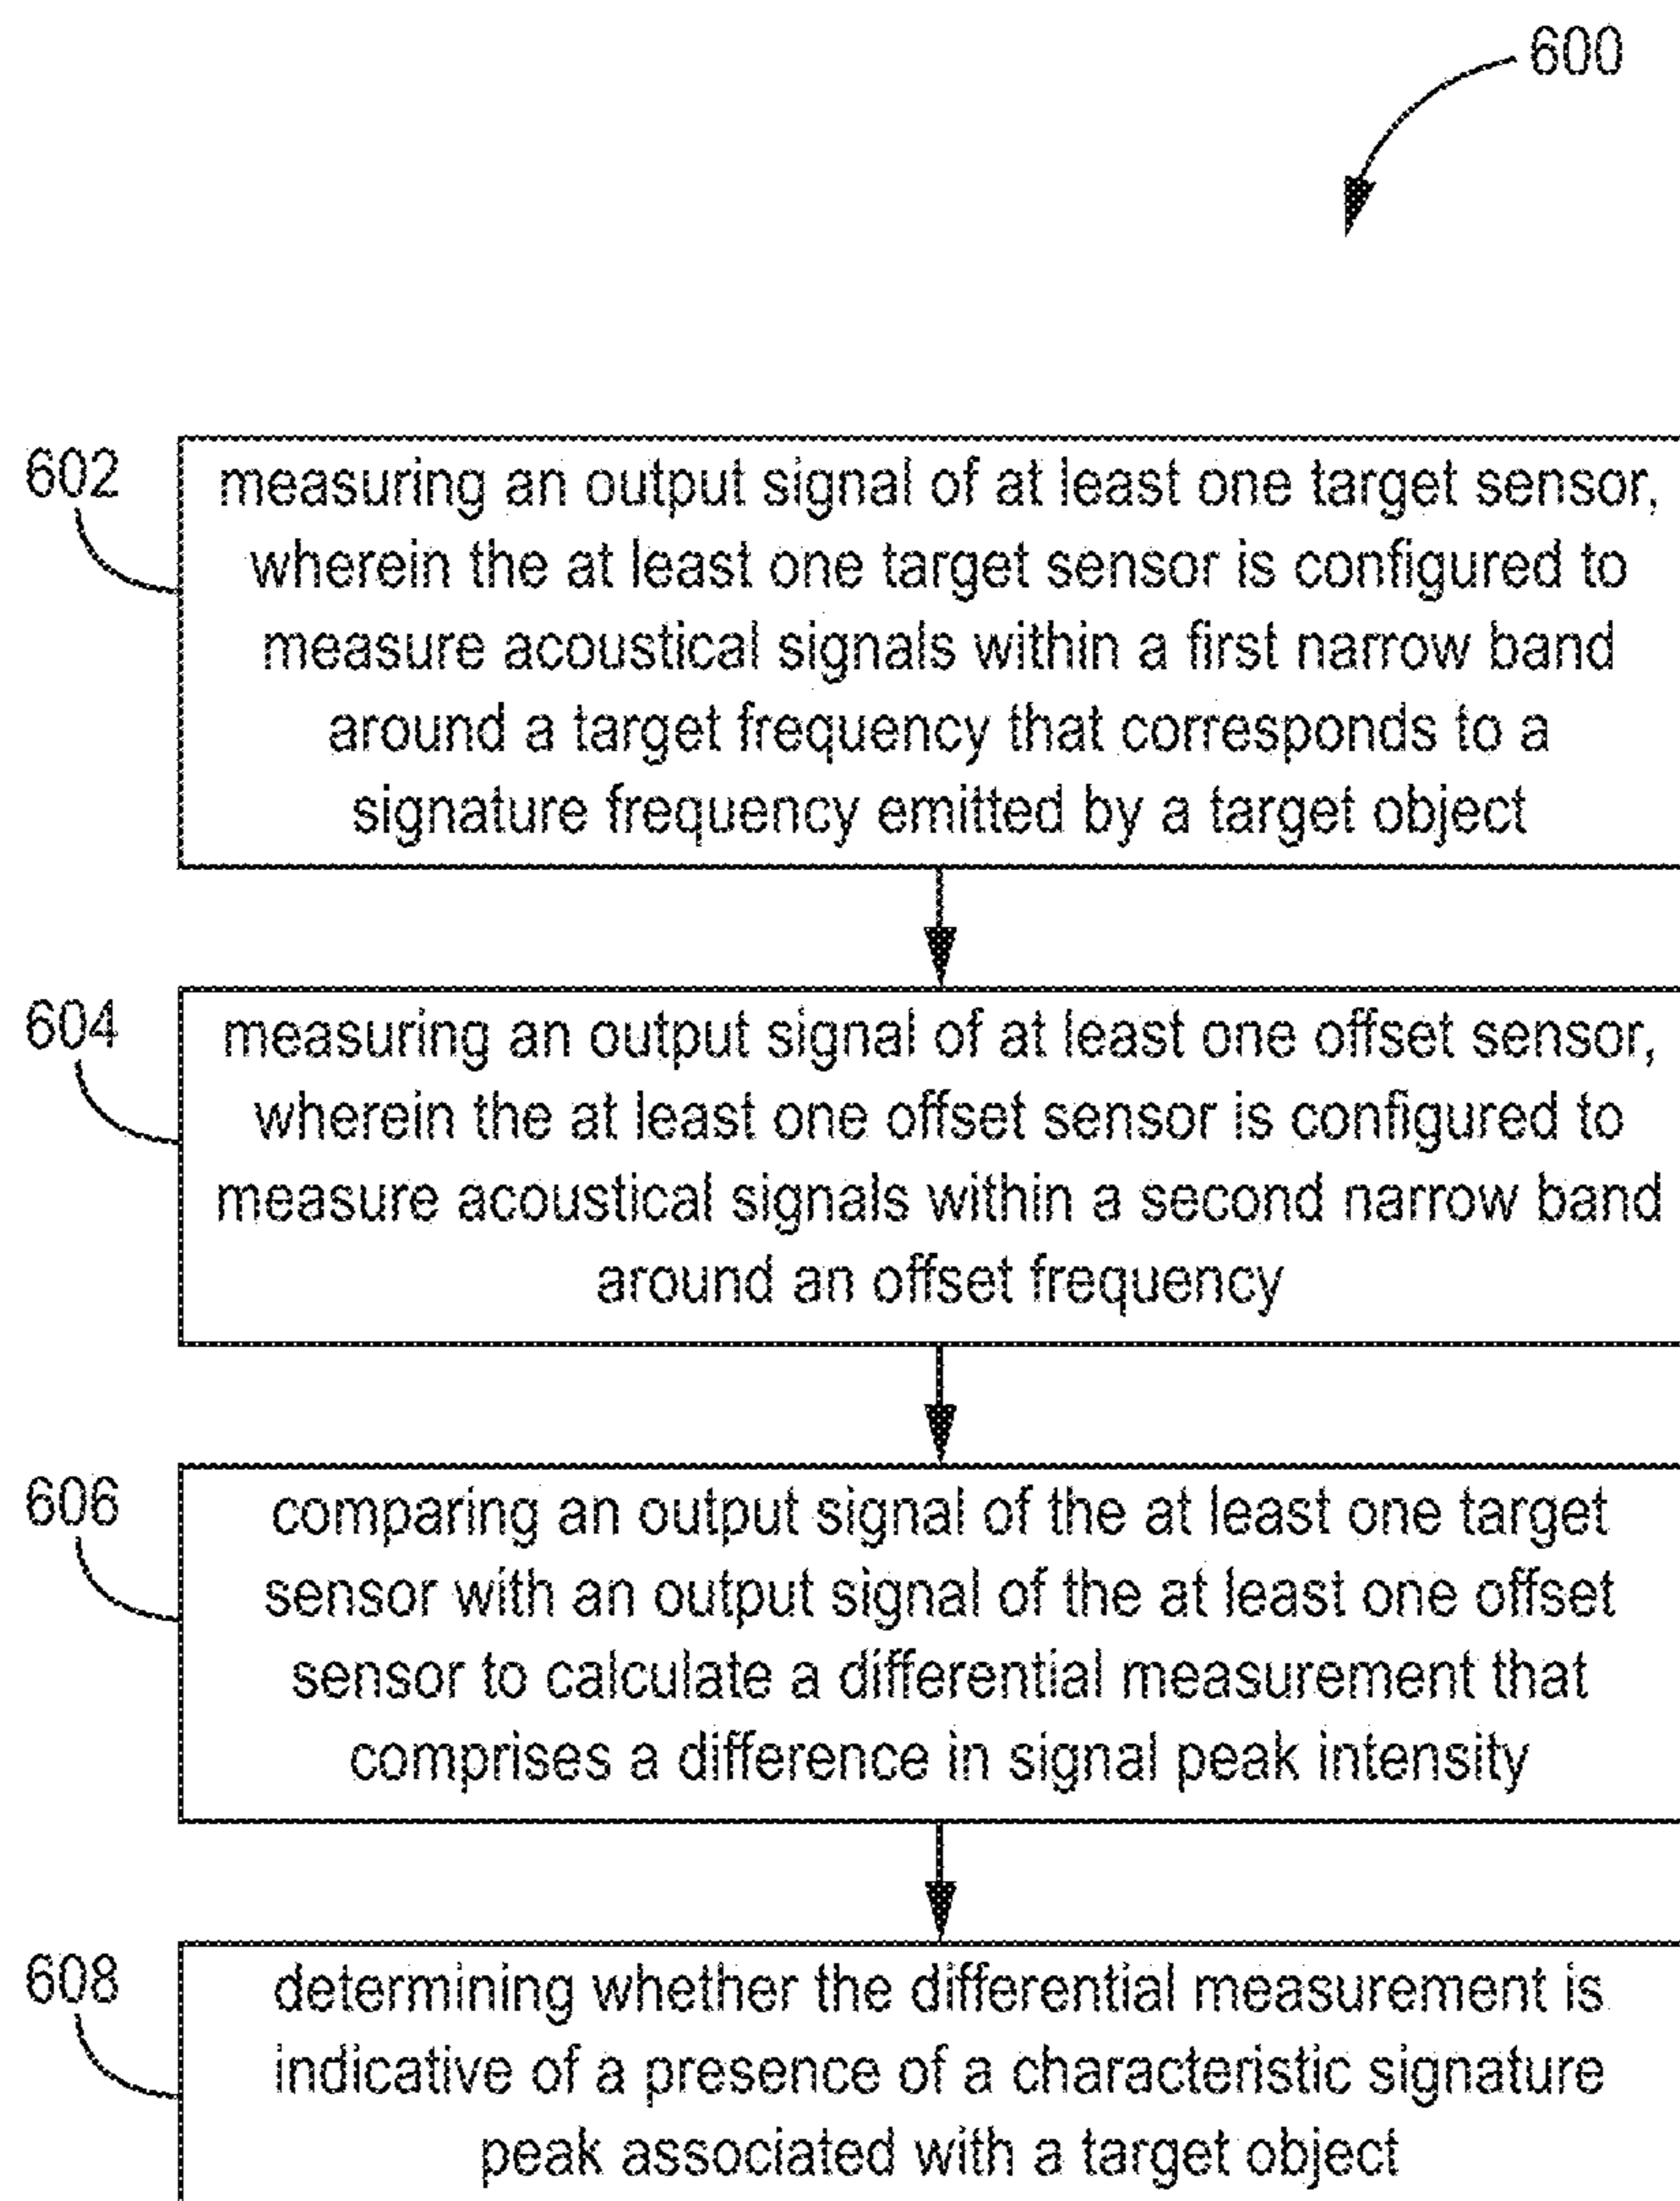 600
602
measuring an output signal of at least one target sensor,
wherein the at least one target sensor is configured to
measure acoustical signals within a first narrow band
around a target frequency that corresponds to a
signature frequency emitted by a target object
604
measuring an output signal of at least one offset sensor,
wherein the at least one offset sensor is configured to
measure acoustical signals within a second narrow band
around an offset frequency
606
comparing an output signal of the at least one target
sensor with an output signal of the at least one offset
sensor to calculate a differential measurement that
comprises a difference in signal peak intensity
608
determining whether the differential measurement is
indicative of a presence of a characteristic signature
peak associated with a target object